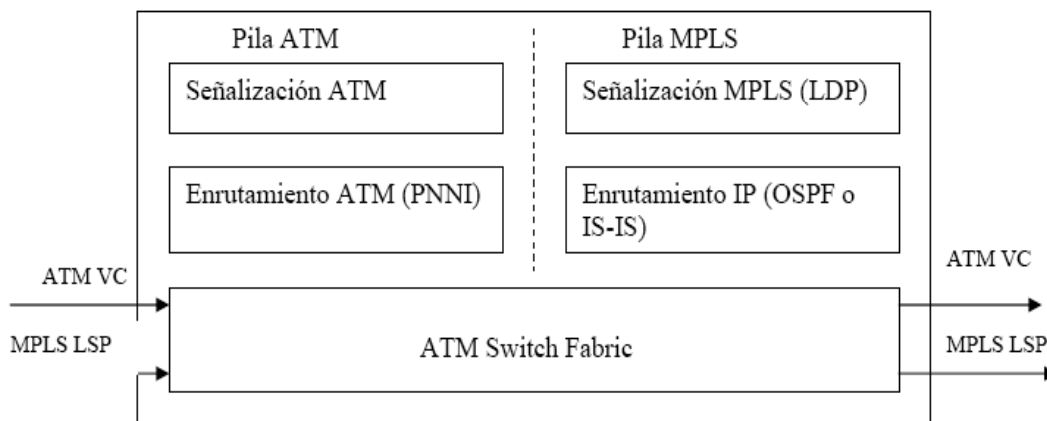 Pila ATM
Pila MPLS
Señalización ATM
Señalización MPLS (LDP)
Enrutamiento ATM (PNNI)
Enrutamiento IP (OSPF o
IS-IS)
ATM VC
ATM VC
MPLS LSP
ATM Switch Fabric
MPLS LSP